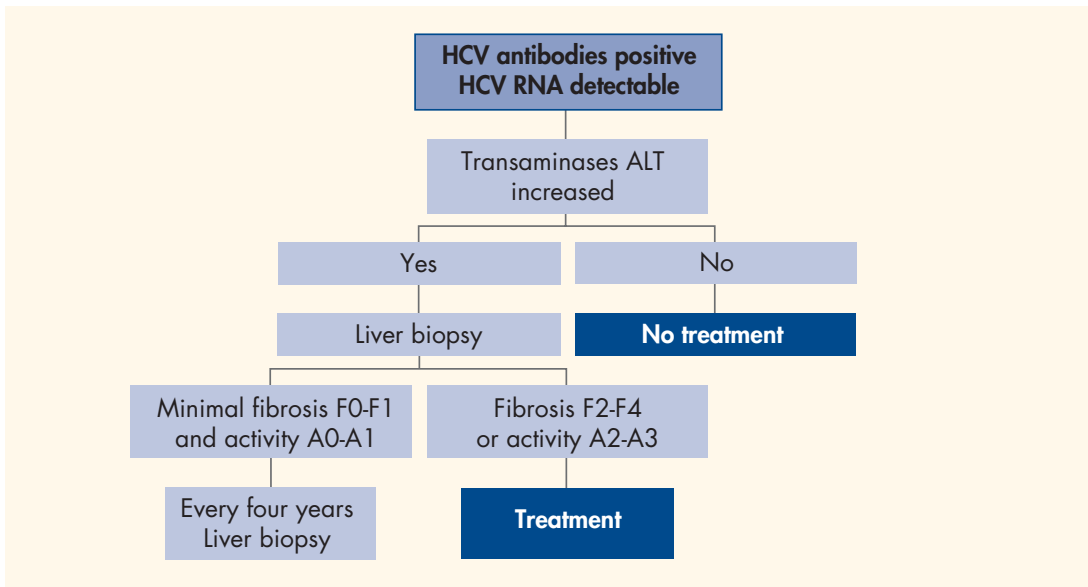 HCV antibodies positive
HCV RNA detectable
Transaminases ALT
increased
Yes
No
Liver biopsy
No treatment
Minimal fibrosis F0-F1
and activity A0-A1
Fibrosis F2-F4
or activity A2-A3
Every four years
Liver biopsy
Treatment